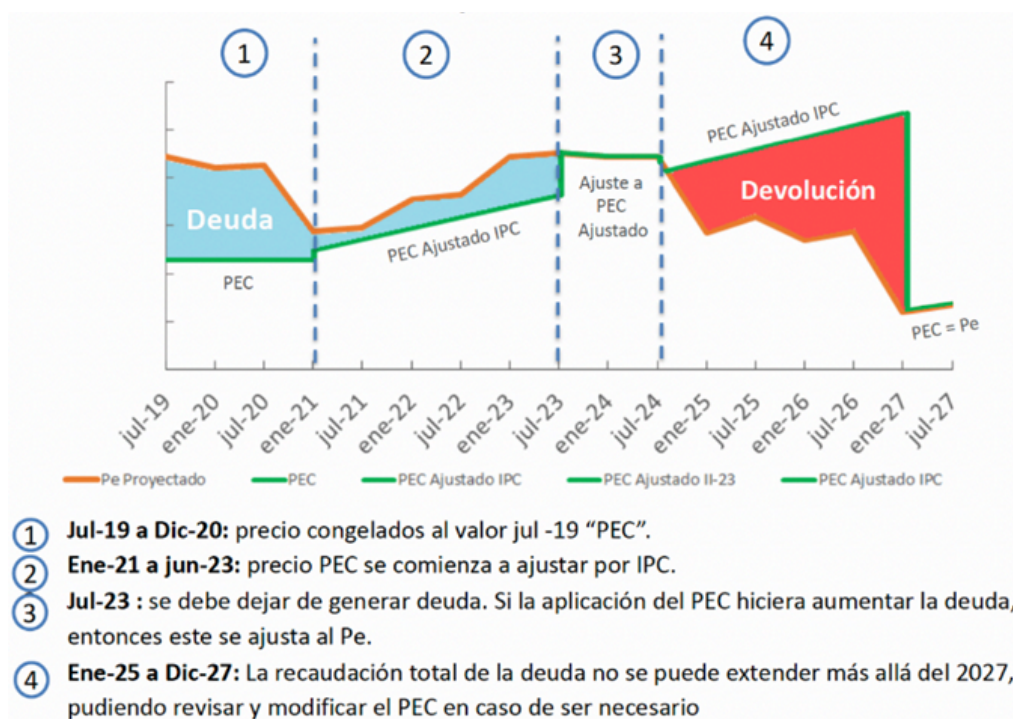 1
2
3
4
PEC Ajustado IPC
Deuda
Ajuste a
PEC
Ajustado
Devolución
PEC Ajustado IPC
PEC
PEC = Pe
jul-19
ene-20
jul-20
ene-21
jul-21
ene-22
jul-22
ene-23
jul-23
ene-24
jul-24
ene-25
jul-25
ene-26
jul-26
ene-27
jul-27
Pe Proyectado
PEC
PEC Ajustado IPC
PEC Ajustado II-23
PEC Ajustado IPC
1 Jul-19 a Dic-20: precio congelados al valor jul -19 “PEC”.
2 Ene-21 a jun-23: precio PEC se comienza a ajustar por IPC.
3 Jul-23 : se debe dejar de generar deuda. Si la aplicación del PEC hiciera aumentar la deuda,
entonces este se ajusta al Pe.
4 Ene-25 a Dic-27: La recaudación total de la deuda no se puede extender más allá del 2027,
pudiendo revisar y modificar el PEC en caso de ser necesario